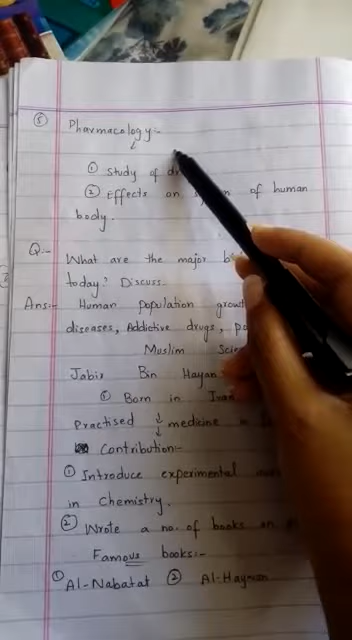 ⑤ Pharmacology:-
↓
① Study of
② Effects on of human
body.
Q:- What are the major
today? Discuss.
Ans:- Human population
diseases, Addictive drugs,
Muslim
Jabir Bin Hayan
① Born in
Practised medicine
Contribution:-
① Introduce experimental
in Chemistry.
② Wrote a no. of books on
Famous books:-
① Al-Nabatat ② Al-Haywan